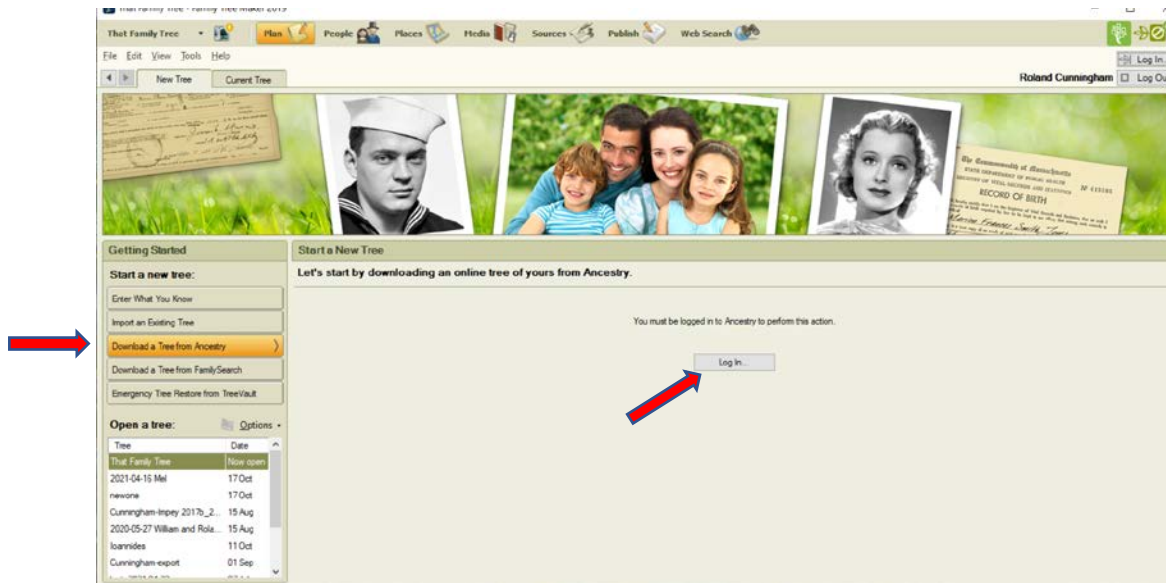 That Family Tree - Family Tree Maker 2019
That Family Tree Plan People Places Media Sources Publish Web Search
File Edit View Tools Help
Log In
New Tree Current Tree
Roland Cunningham Log Ou
The Commonwealth of Massachusetts
RECORD OF BIRTH
Getting Started
Start a New Tree
Start a new tree:
Let's start by downloading an online tree of yours from Ancestry.
Enter What You Know
Import an Existing Tree
You must be logged in to Ancestry to perform this action.
Download a Tree from Ancestry
Log In...
Download a Tree from FamilySearch
Emergency Tree Restore from TreeVault
Open a tree: Options
Tree Date
That Family Tree Now open
2021-04-16 Mel 17 Oct
newone 17 Oct
Cunningham-Impey 2017b_2... 15 Aug
2020-05-27 William and Rola... 15 Aug
Ioannides 11 Oct
Cunningham-export 01 Sep